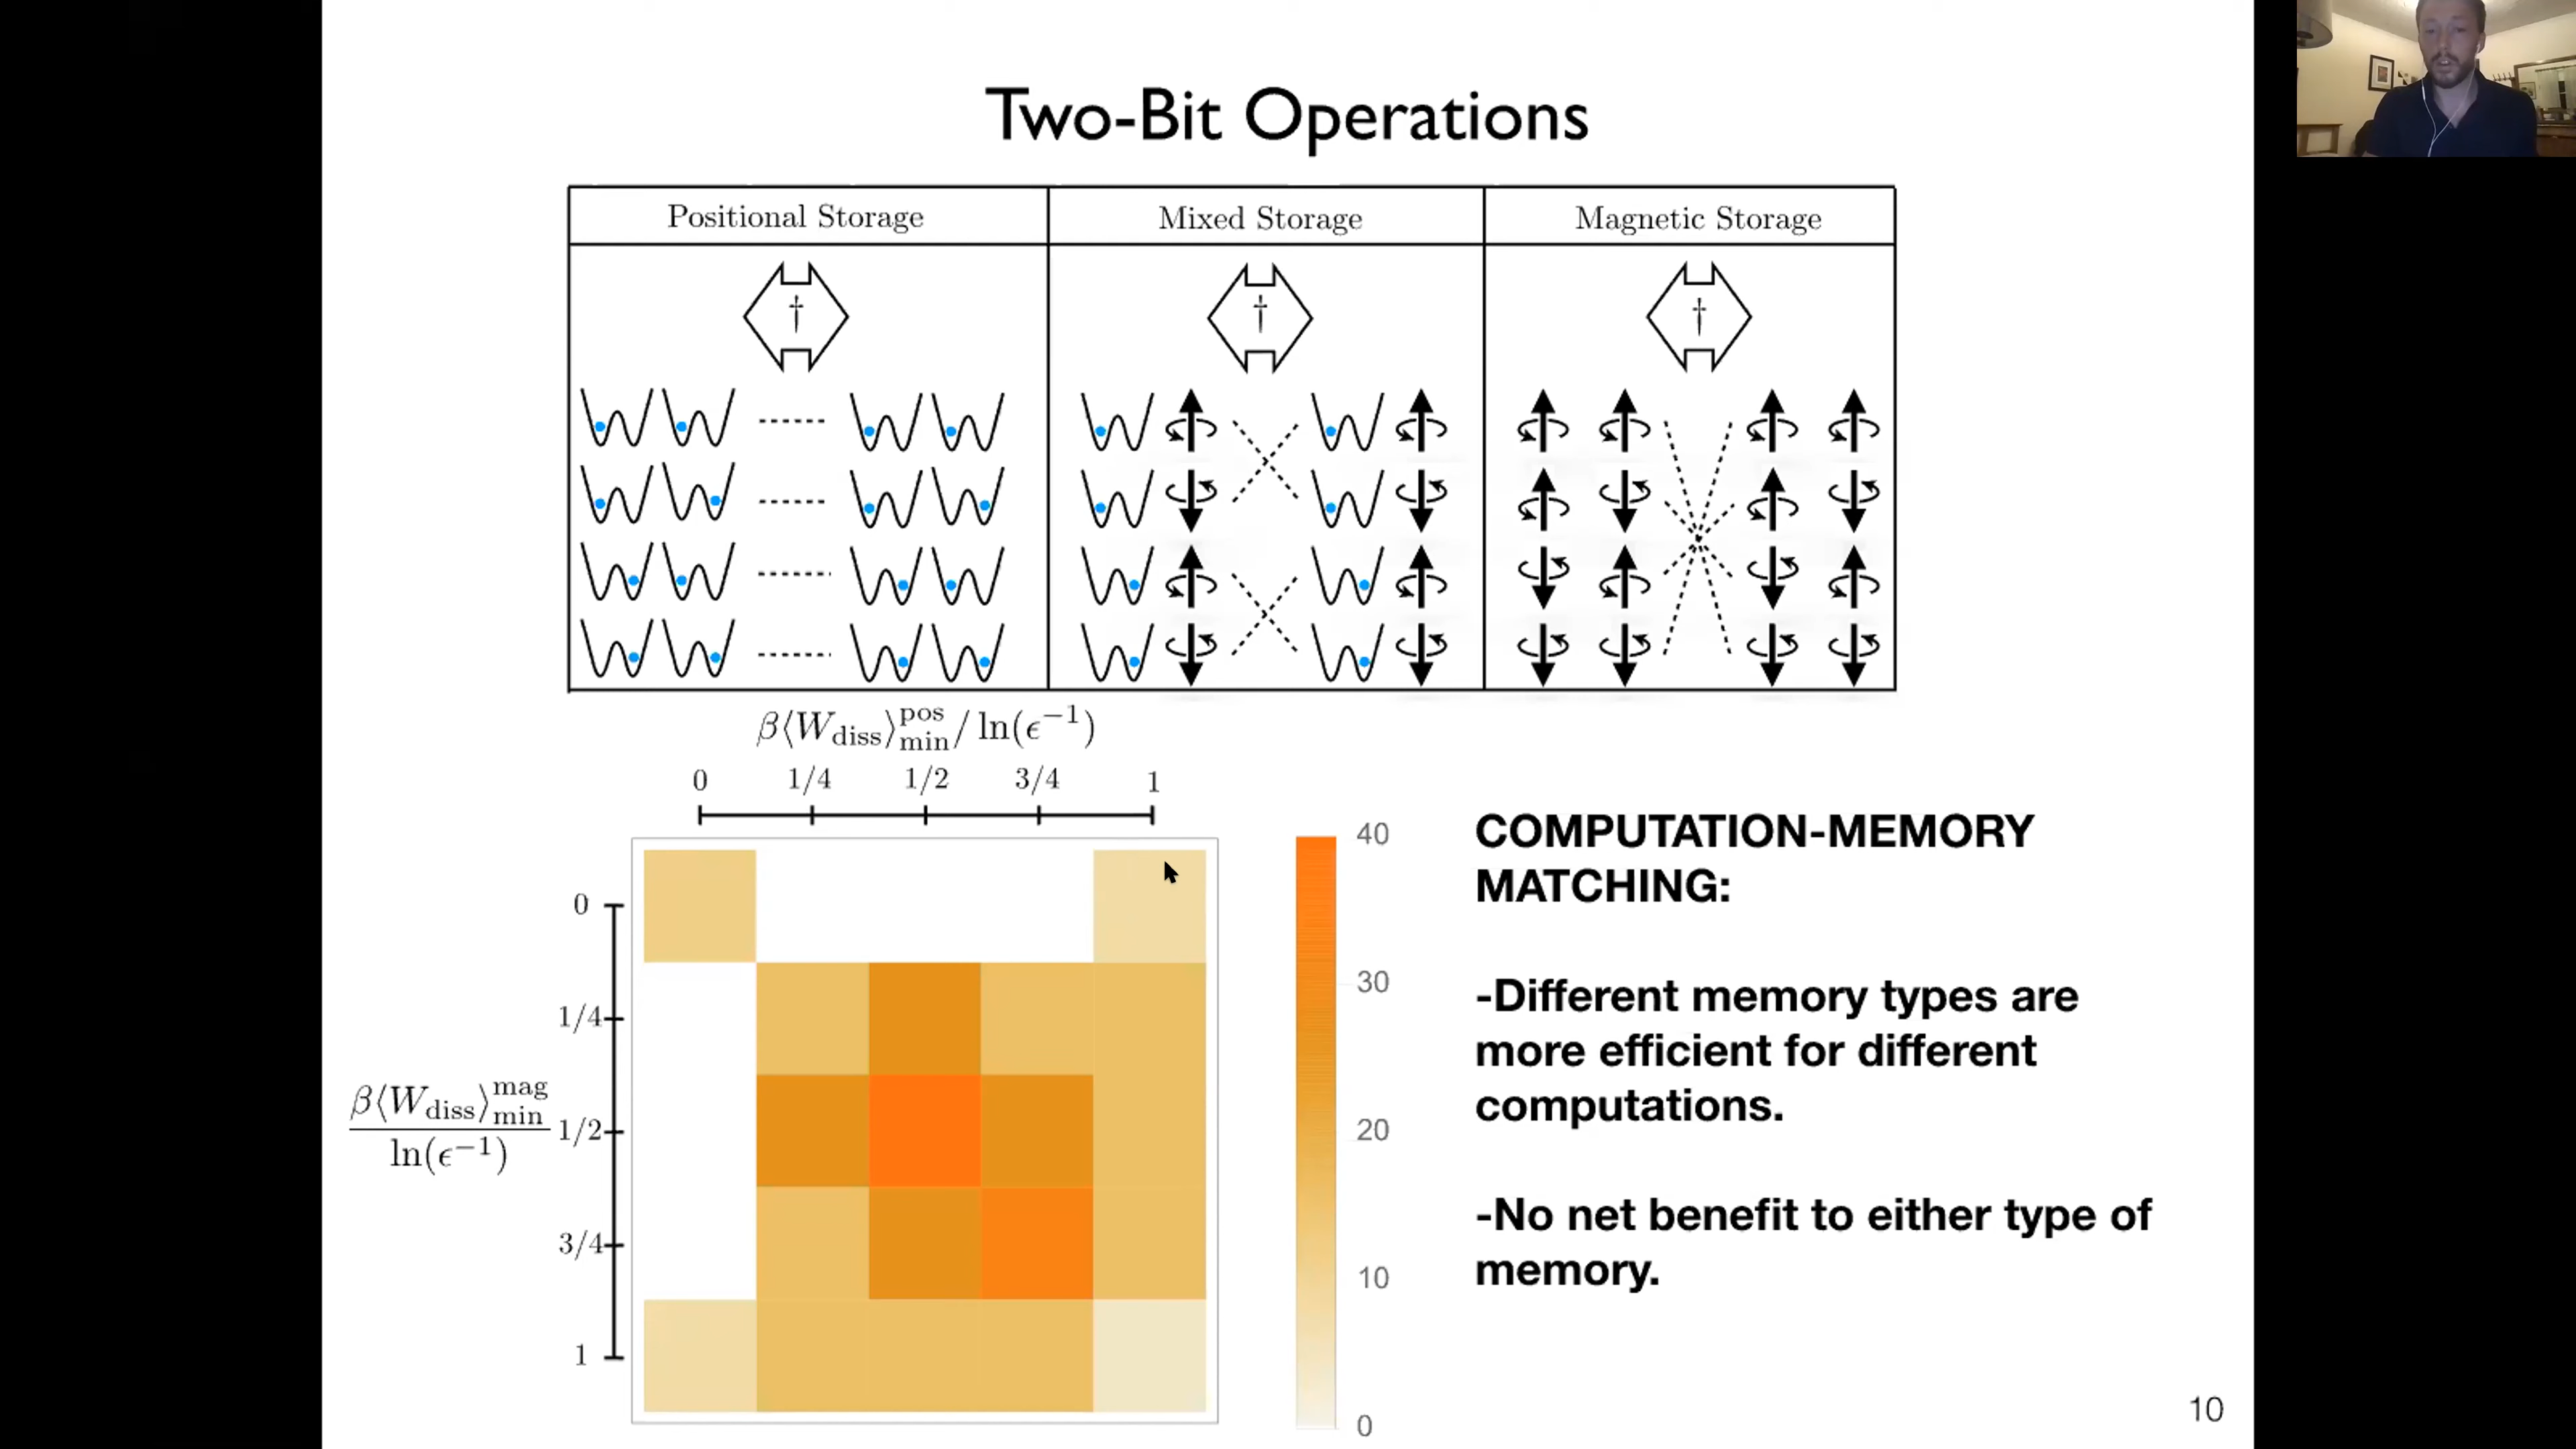 Two-Bit Operations
Positional Storage
Mixed Storage
Magnetic Storage
†
†
†
β⟨W_diss⟩^pos_min / ln(ϵ⁻¹)
0 1/4 1/2 3/4 1
0
1/4
1/2
3/4
1
β⟨W_diss⟩^mag_min
ln(ϵ⁻¹)
40
30
20
10
0
COMPUTATION-MEMORY
MATCHING:
-Different memory types are
more efficient for different
computations.
-No net benefit to either type of
memory.
10